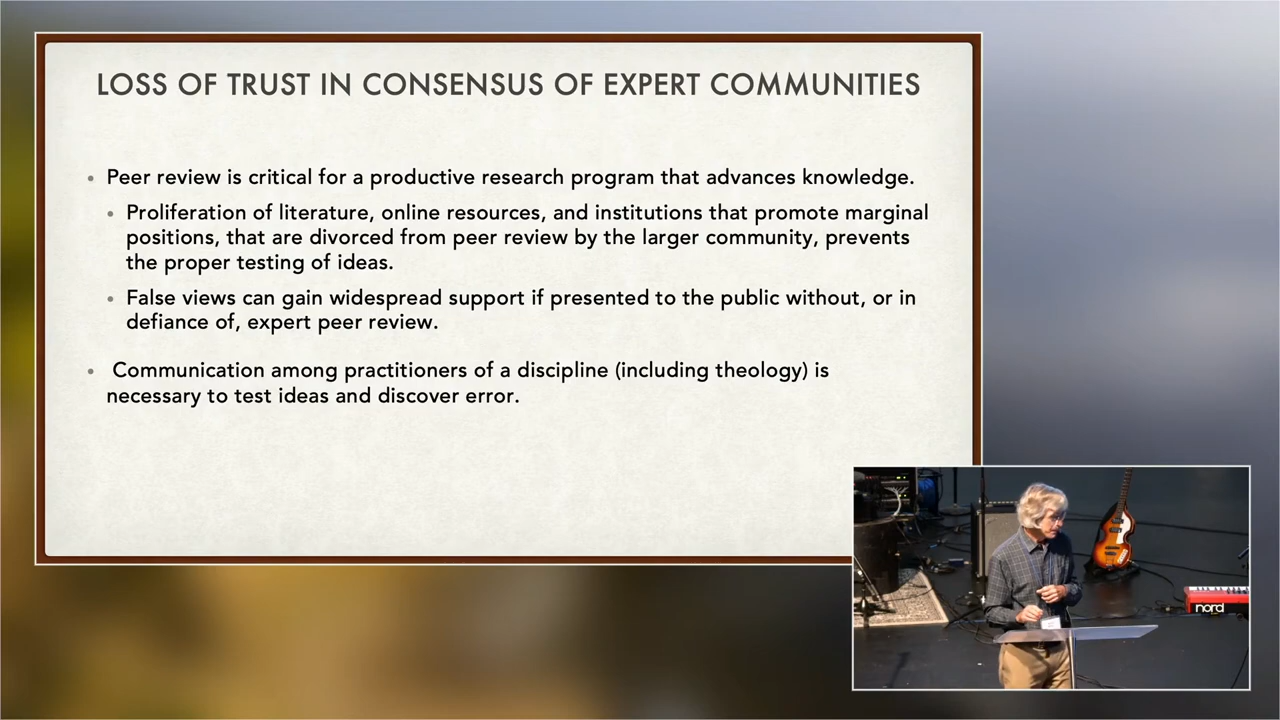 LOSS OF TRUST IN CONSENSUS OF EXPERT COMMUNITIES
• Peer review is critical for a productive research program that advances knowledge.
• Proliferation of literature, online resources, and institutions that promote marginal
positions, that are divorced from peer review by the larger community, prevents
the proper testing of ideas.
• False views can gain widespread support if presented to the public without, or in
defiance of, expert peer review.
• Communication among practitioners of a discipline (including theology) is
necessary to test ideas and discover error.
nord